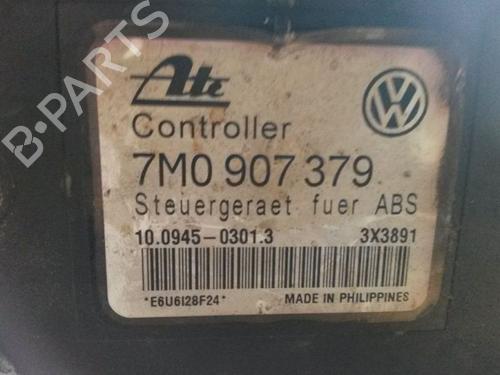 B-PARTS
Ate
Controller
7M0 907 379
Steuergeraet fuer ABS
10.0945-0301.3 3X3891
*E6U6I28F24* MADE IN PHILIPPINES